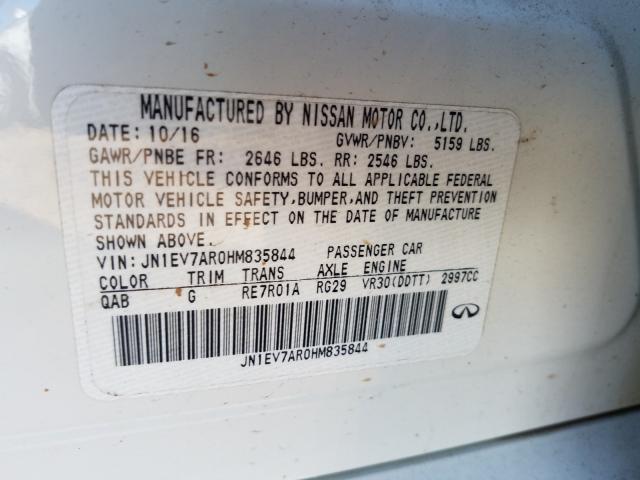 MANUFACTURED BY NISSAN MOTOR CO.,LTD.
DATE: 10/16 GVWR/PNBV: 5159 LBS.
GAWR/PNBE FR: 2646 LBS. RR: 2546 LBS.
THIS VEHICLE CONFORMS TO ALL APPLICABLE FEDERAL
MOTOR VEHICLE SAFETY,BUMPER,AND THEFT PREVENTION
STANDARDS IN EFFECT ON THE DATE OF MANUFACTURE
SHOWN ABOVE.
VIN: JN1EV7AR0HM835844 PASSENGER CAR
COLOR TRIM TRANS AXLE ENGINE
QAB G RE7R01A RG29 VR30(DDTT) 2997CC
JN1EV7AR0HM835844